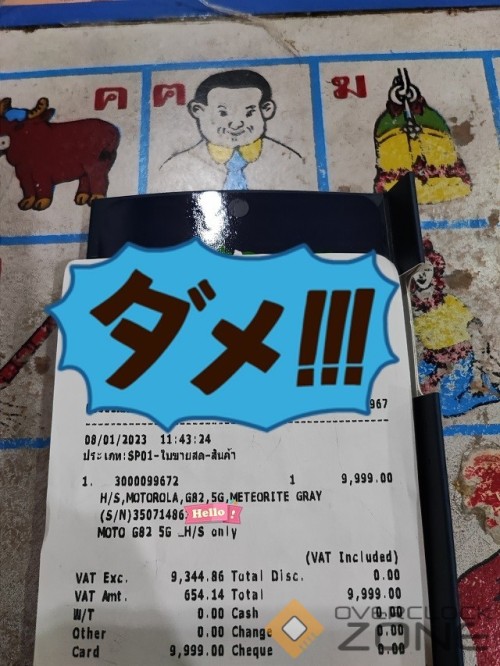 ค ฅ ฆ
ダメ!!!
967
08/01/2023 11:43:24
ประเภท:SP01-ใบขายสด-สินค้า
1. 3000099672 1 9,999.00
H/S,MOTOROLA,G82,5G,METEORITE GRAY
(S/N)35071486 Hello!
MOTO G82 5G _H/S only
(VAT Included)
VAT Exc. 9,344.86 Total Disc. 0.00
VAT Amt. 654.14 Total 9,999.00
W/T 0.00 Cash 0.00
Other 0.00 Change 0.00
Card 9,999.00 Cheque 0.00
OVERCLOCK
ZONE